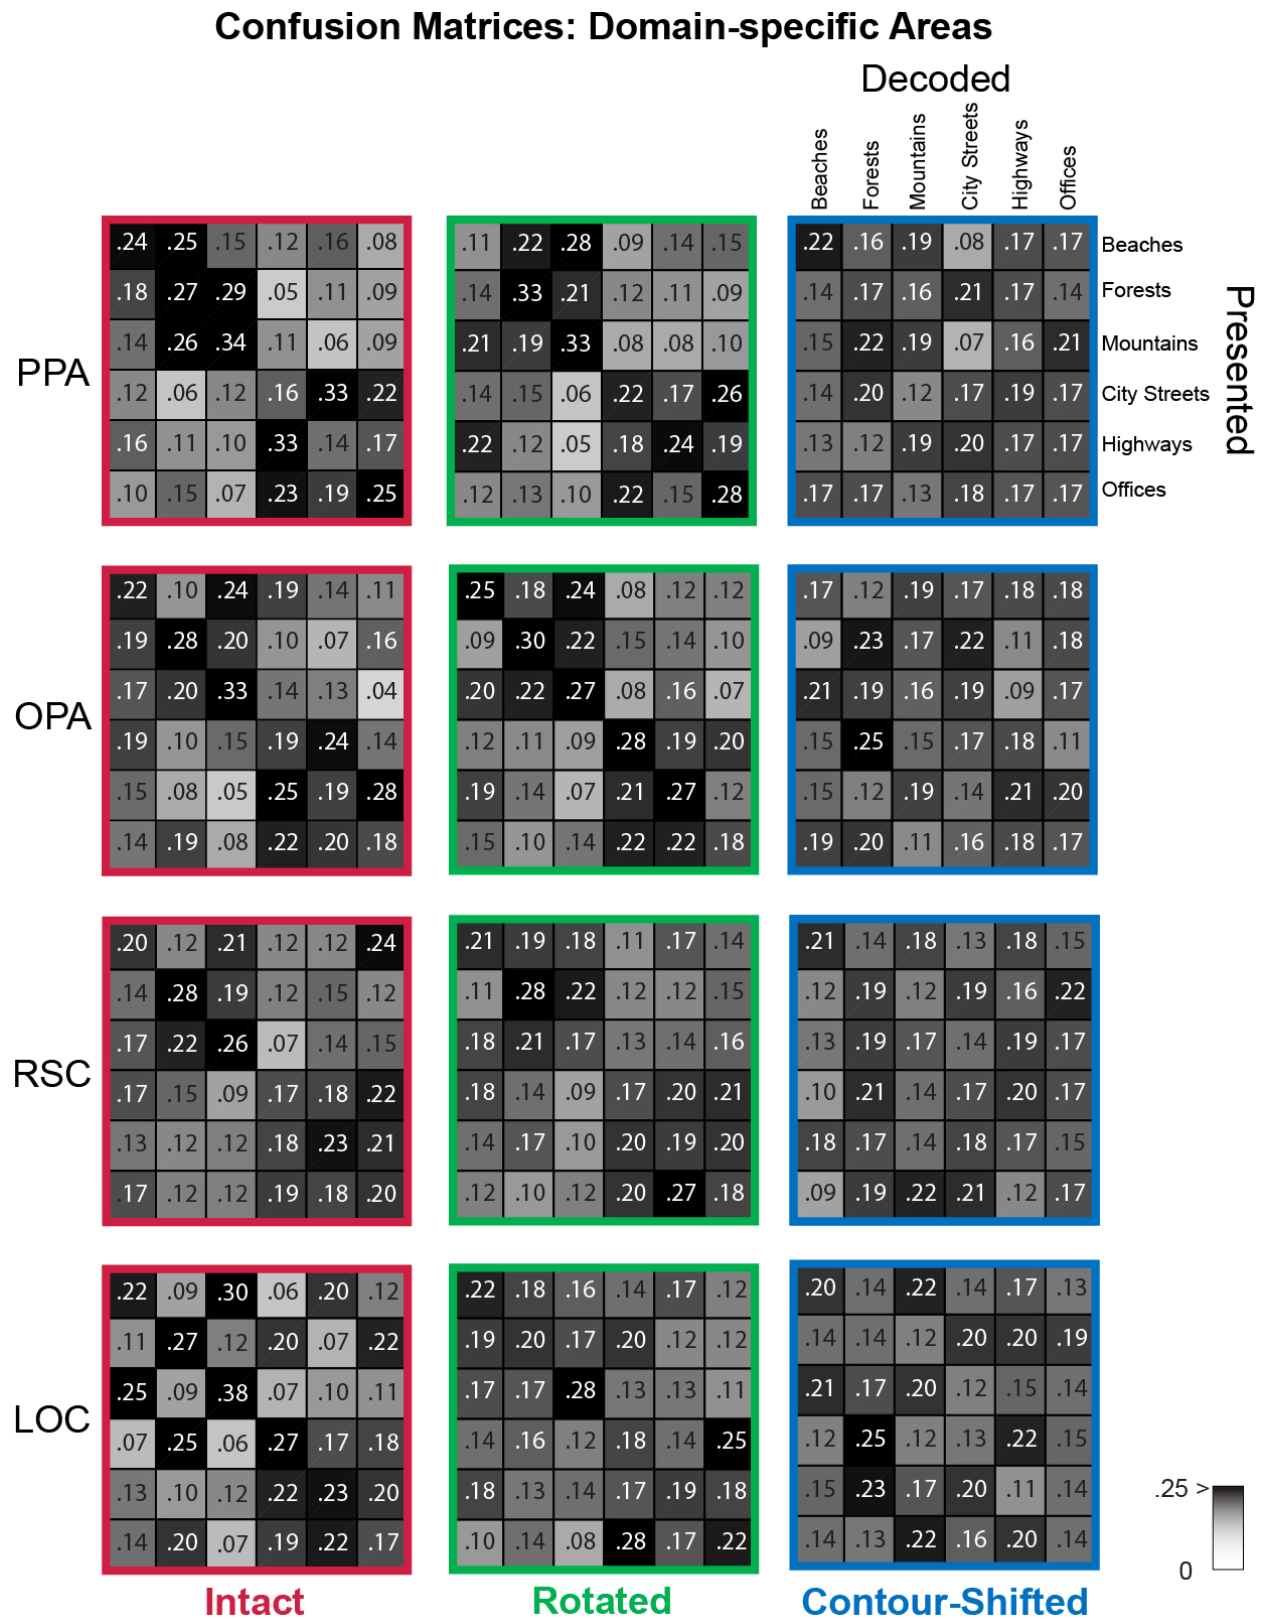 Confusion Matrices: Domain-specific Areas
Decoded
Beaches Forests Mountains City Streets Highways Offices
Presented
PPA
.24 .25 .15 .12 .16 .08 .11 .22 .28 .09 .14 .15 .22 .16 .19 .08 .17 .17 Beaches
.18 .27 .29 .05 .11 .09 .14 .33 .21 .12 .11 .09 .14 .17 .16 .21 .17 .14 Forests
.14 .26 .34 .11 .06 .09 .21 .19 .33 .08 .08 .10 .15 .22 .19 .07 .16 .21 Mountains
.12 .06 .12 .16 .33 .22 .14 .15 .06 .22 .17 .26 .14 .20 .12 .17 .19 .17 City Streets
.16 .11 .10 .33 .14 .17 .22 .12 .05 .18 .24 .19 .13 .12 .19 .20 .17 .17 Highways
.10 .15 .07 .23 .19 .25 .12 .13 .10 .22 .15 .28 .17 .17 .13 .18 .17 .17 Offices
OPA
.22 .10 .24 .19 .14 .11 .25 .18 .24 .08 .12 .12 .17 .12 .19 .17 .18 .18
.19 .28 .20 .10 .07 .16 .09 .30 .22 .15 .14 .10 .09 .23 .17 .22 .11 .18
.17 .20 .33 .14 .13 .04 .20 .22 .27 .08 .16 .07 .21 .19 .16 .19 .09 .17
.19 .10 .15 .19 .24 .14 .12 .11 .09 .28 .19 .20 .15 .25 .15 .17 .18 .11
.15 .08 .05 .25 .19 .28 .19 .14 .07 .21 .27 .12 .15 .12 .19 .14 .21 .20
.14 .19 .08 .22 .20 .18 .15 .10 .14 .22 .22 .18 .19 .20 .11 .16 .18 .17
RSC
.20 .12 .21 .12 .12 .24 .21 .19 .18 .11 .17 .14 .21 .14 .18 .13 .18 .15
.14 .28 .19 .12 .15 .12 .11 .28 .22 .12 .12 .15 .12 .19 .12 .19 .16 .22
.17 .22 .26 .07 .14 .15 .18 .21 .17 .13 .14 .16 .13 .19 .17 .14 .19 .17
.17 .15 .09 .17 .18 .22 .18 .14 .09 .17 .20 .21 .10 .21 .14 .17 .20 .17
.13 .12 .12 .18 .23 .21 .14 .17 .10 .20 .19 .20 .18 .17 .14 .18 .17 .15
.17 .12 .12 .19 .18 .20 .12 .10 .12 .20 .27 .18 .09 .19 .22 .21 .12 .17
LOC
.22 .09 .30 .06 .20 .12 .22 .18 .16 .14 .17 .12 .20 .14 .22 .14 .17 .13
.11 .27 .12 .20 .07 .22 .19 .20 .17 .20 .12 .12 .14 .14 .12 .20 .20 .19
.25 .09 .38 .07 .10 .11 .17 .17 .28 .13 .13 .11 .21 .17 .20 .12 .15 .14
.07 .25 .06 .27 .17 .18 .14 .16 .12 .18 .14 .25 .12 .25 .12 .13 .22 .15
.13 .10 .12 .22 .23 .20 .18 .13 .14 .17 .19 .18 .15 .23 .17 .20 .11 .14
.14 .20 .07 .19 .22 .17 .10 .14 .08 .28 .17 .22 .14 .13 .22 .16 .20 .14
.25 >
0
Intact Rotated Contour-Shifted